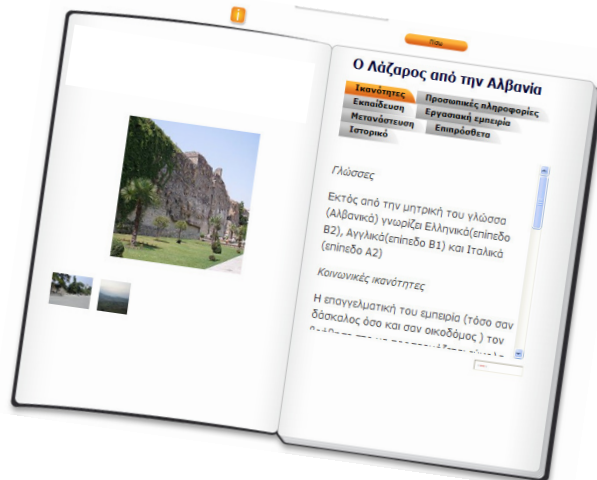 Πίσω
Ο Λάζαρος από την Αλβανία
Ικανότητες
Προσωπικές πληροφορίες
Εκπαίδευση
Εργασιακή εμπειρία
Μετανάστευση
Επιπρόσθετα
Ιστορικό
Γλώσσες
Εκτός από την μητρική του γλώσσα
(Αλβανικά) γνωρίζει Ελληνικά(επίπεδο
Β2), Αγγλικά(επίπεδο Β1) και Ιταλικά
(επίπεδο Α2)
Κοινωνικές ικανότητες
Η επαγγελματική του εμπειρία (τόσο σαν
δάσκαλος όσο και σαν οικοδόμος ) τον